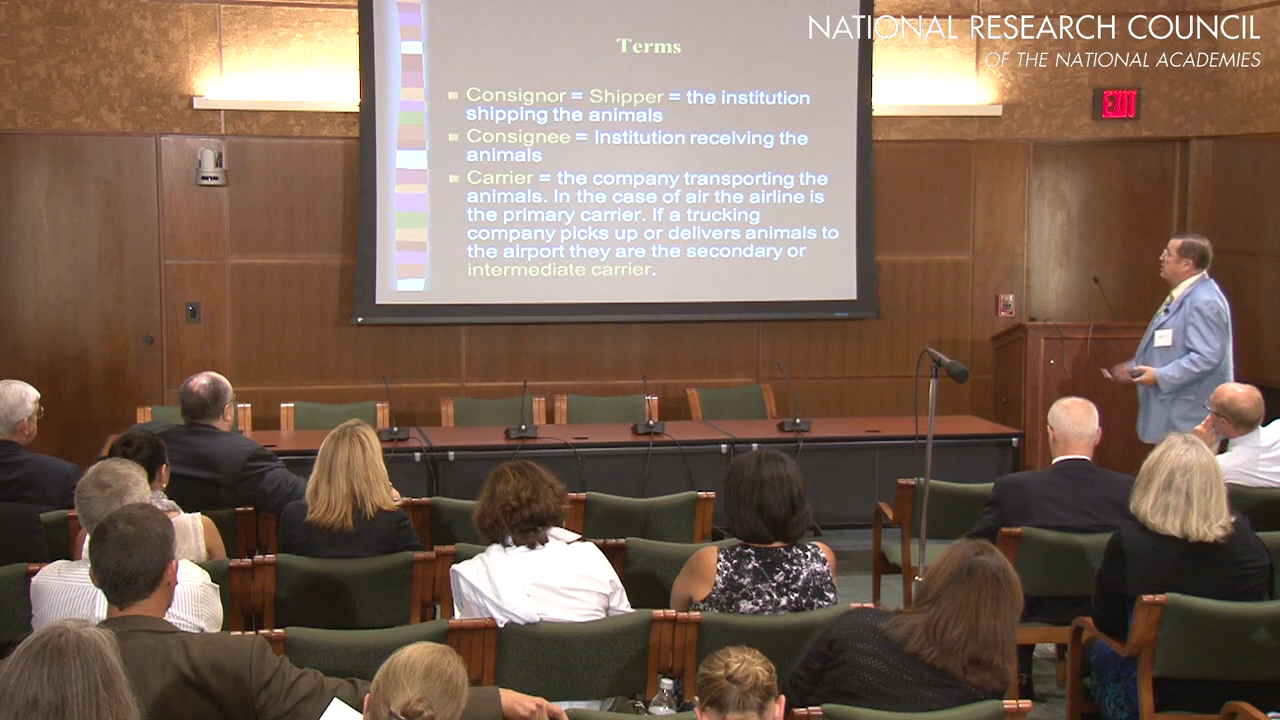 NATIONAL RESEARCH COUNCIL
OF THE NATIONAL ACADEMIES
Terms
Consignor = Shipper = the institution
shipping the animals
Consignee = Institution receiving the
animals
Carrier = the company transporting the
animals. In the case of air the airline is
the primary carrier. If a trucking
company picks up or delivers animals to
the airport they are the secondary or
intermediate carrier.
EXIT